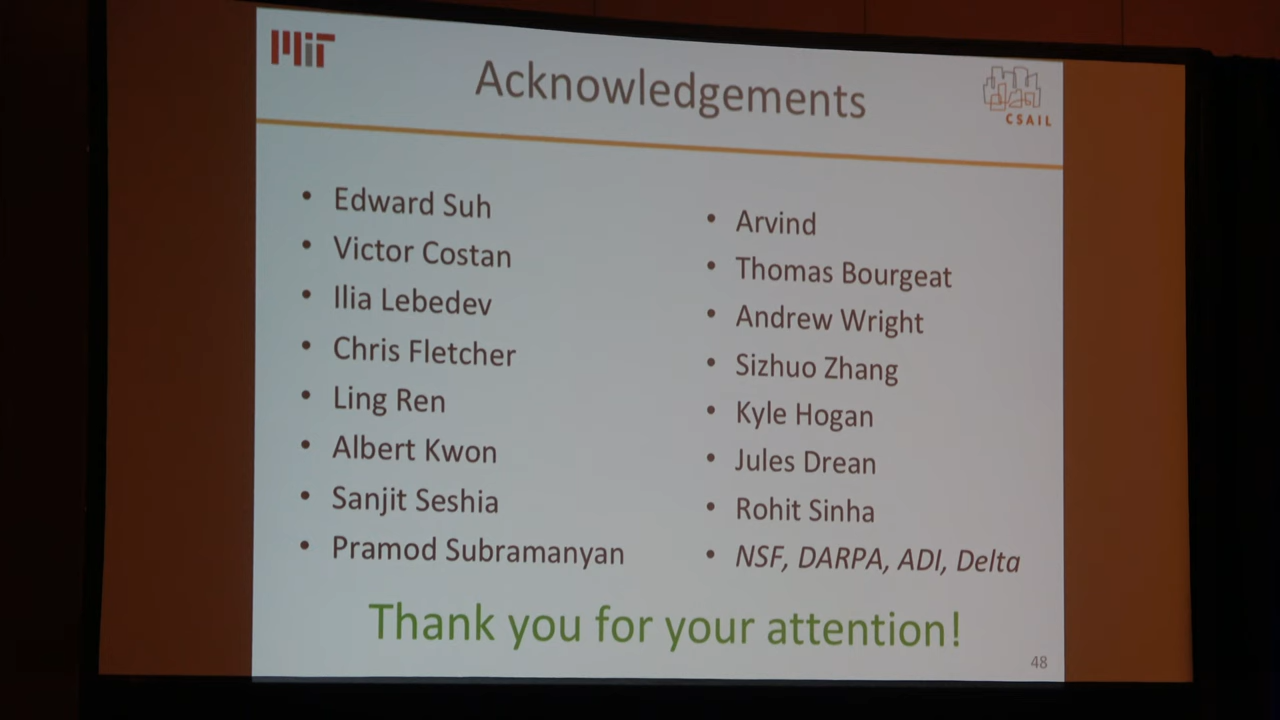 MIT
Acknowledgements
CSAIL
• Edward Suh
• Victor Costan
• Ilia Lebedev
• Chris Fletcher
• Ling Ren
• Albert Kwon
• Sanjit Seshia
• Pramod Subramanyan
• Arvind
• Thomas Bourgeat
• Andrew Wright
• Sizhuo Zhang
• Kyle Hogan
• Jules Drean
• Rohit Sinha
• NSF, DARPA, ADI, Delta
Thank you for your attention!
48